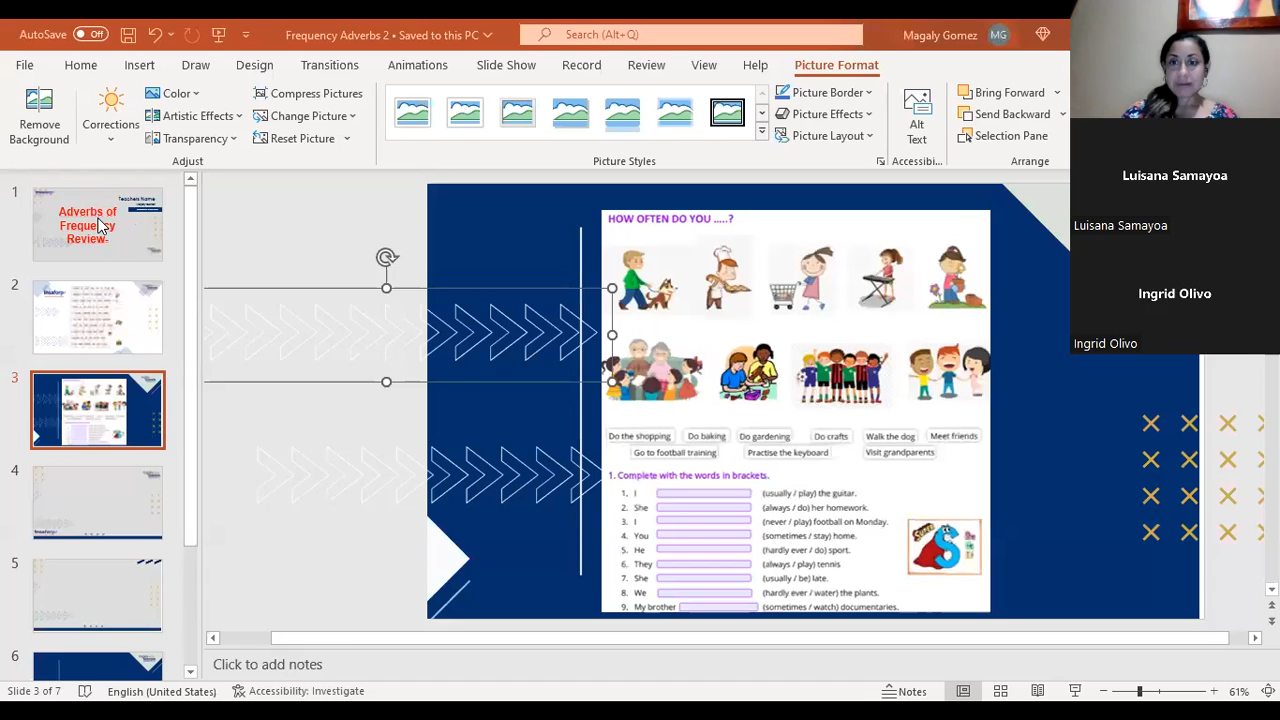 AutoSave Off
Frequency Adverbs 2 • Saved to this PC
Search (Alt+Q)
Magaly Gomez MG
File Home Insert Draw Design Transitions Animations Slide Show Record Review View Help Picture Format
Remove Background
Corrections
Color
Artistic Effects
Transparency
Compress Pictures
Change Picture
Reset Picture
Adjust
Picture Styles
Picture Border
Picture Effects
Picture Layout
Alt Text
Accessibi...
Bring Forward
Send Backward
Selection Pane
Arrange
Luisana Samayoa
Luisana Samayoa
Ingrid Olivo
Ingrid Olivo
1
Teachers Name
Adverbs of
Frequency
Review-
2
3
4
5
6
HOW OFTEN DO YOU .....?
Do the shopping Do baking Do gardening Do crafts Walk the dog Meet friends
Go to football training Practise the keyboard Visit grandparents
1. Complete with the words in brackets.
1. I (usually / play) the guitar.
2. She (always / do) her homework.
3. I (never / play) football on Monday.
4. You (sometimes / stay) home.
5. He (hardly ever / do) sport.
6. They (always / play) tennis
7. She (usually / be) late.
8. We (hardly ever / water) the plants.
9. My brother (sometimes / watch) documentaries.
Click to add notes
Slide 3 of 7 English (United States) Accessibility: Investigate Notes 61%